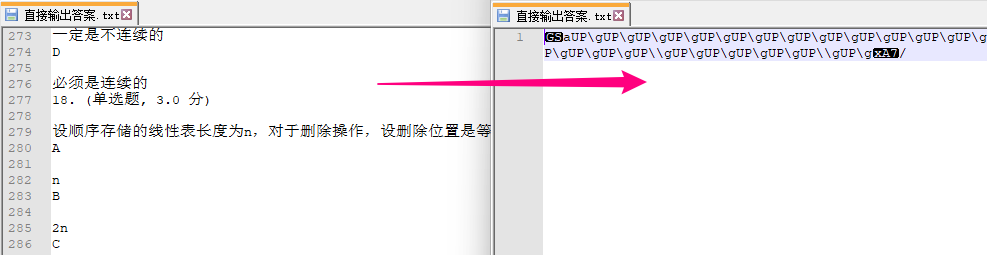 直接输出答案.txt
273 一定是不连续的
274 D
275
276 必须是连续的
277 18. (单选题, 3.0 分)
278
279 设顺序存储的线性表长度为n, 对于删除操作, 设删除位置是等
280 A
281
282 n
283 B
284
285 2n
286 C
直接输出答案.txt
1 GSaUP\gUP\gUP\gUP\gUP\gUP\gUP\gUP\gUP\gUP\gUP\gUP\gUP\gUP\gUP\g
P\gUP\gUP\gUP\\gUP\gUP\gUP\gUP\gUP\\gUP\gxA7/